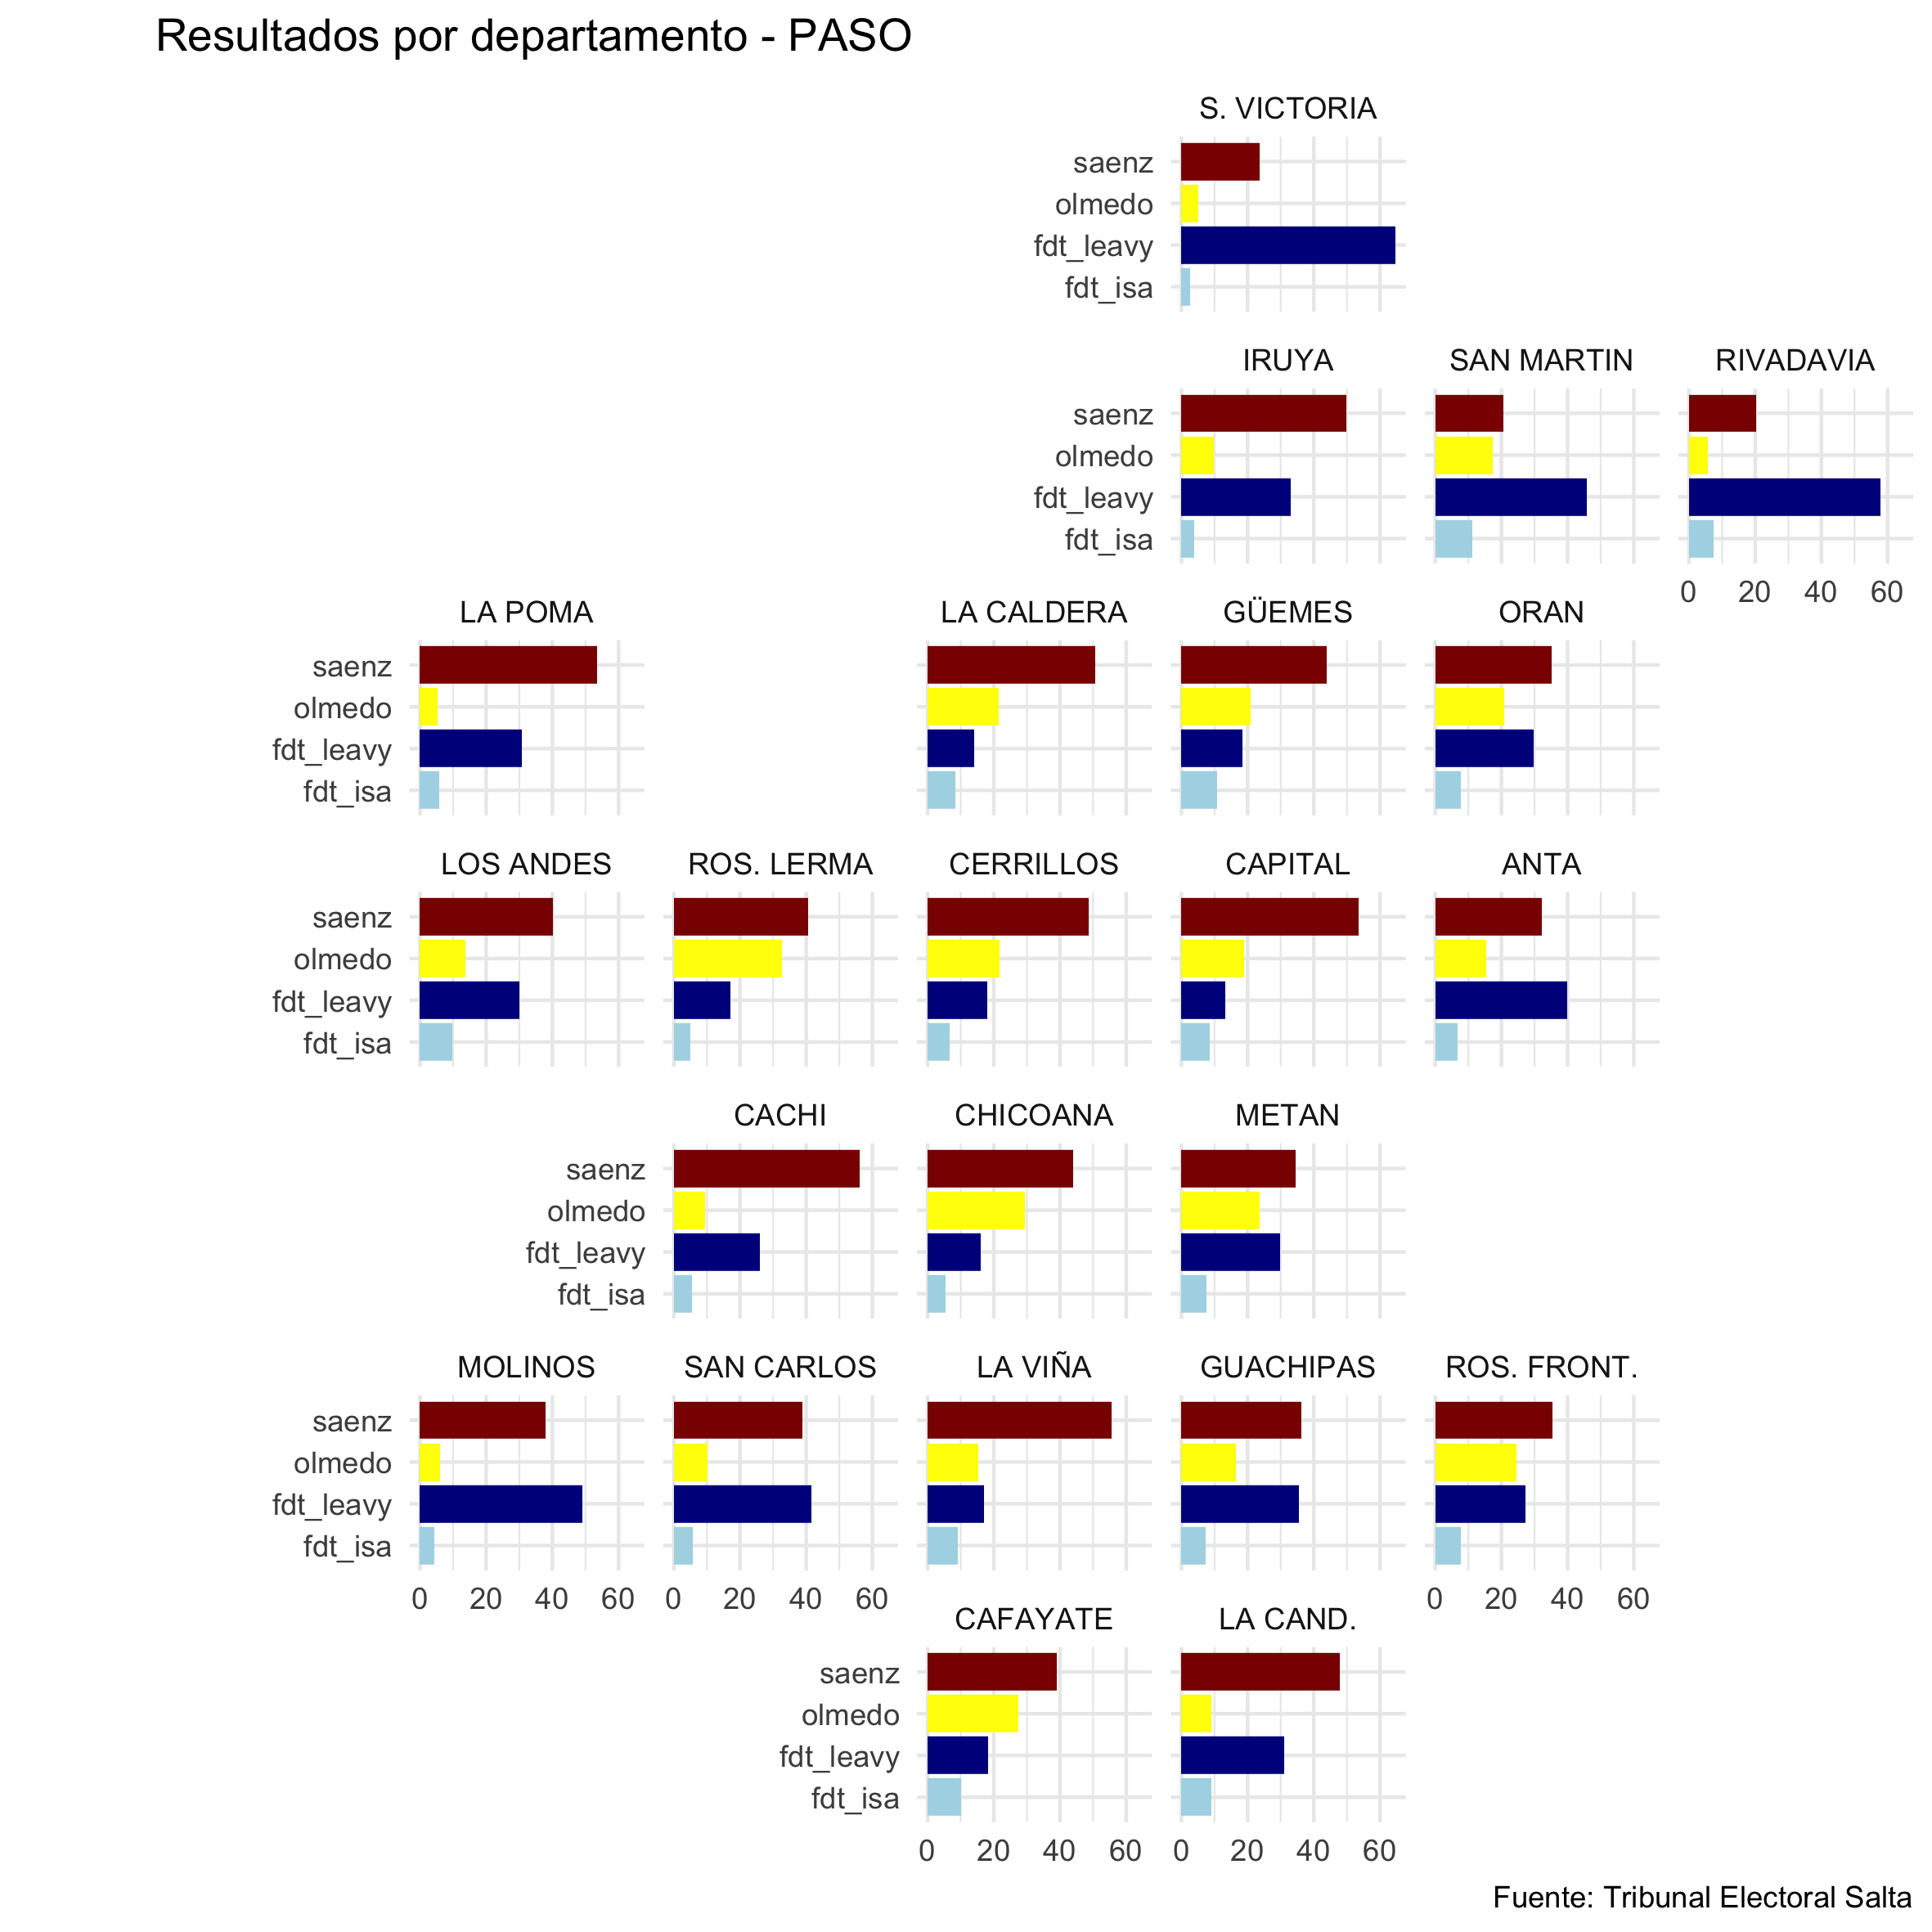 Resultados por departamento - PASO
S. VICTORIA
saenz
olmedo
fdt_leavy
fdt_isa
IRUYA SAN MARTIN RIVADAVIA
saenz
olmedo
fdt_leavy
fdt_isa
0 20 40 60
LA POMA LA CALDERA GÜEMES ORAN
saenz
olmedo
fdt_leavy
fdt_isa
LOS ANDES ROS. LERMA CERRILLOS CAPITAL ANTA
saenz
olmedo
fdt_leavy
fdt_isa
CACHI CHICOANA METAN
saenz
olmedo
fdt_leavy
fdt_isa
MOLINOS SAN CARLOS LA VIÑA GUACHIPAS ROS. FRONT.
saenz
olmedo
fdt_leavy
fdt_isa
0 20 40 60 0 20 40 60 0 20 40 60
CAFAYATE LA CAND.
saenz
olmedo
fdt_leavy
fdt_isa
0 20 40 60 0 20 40 60
Fuente: Tribunal Electoral Salta